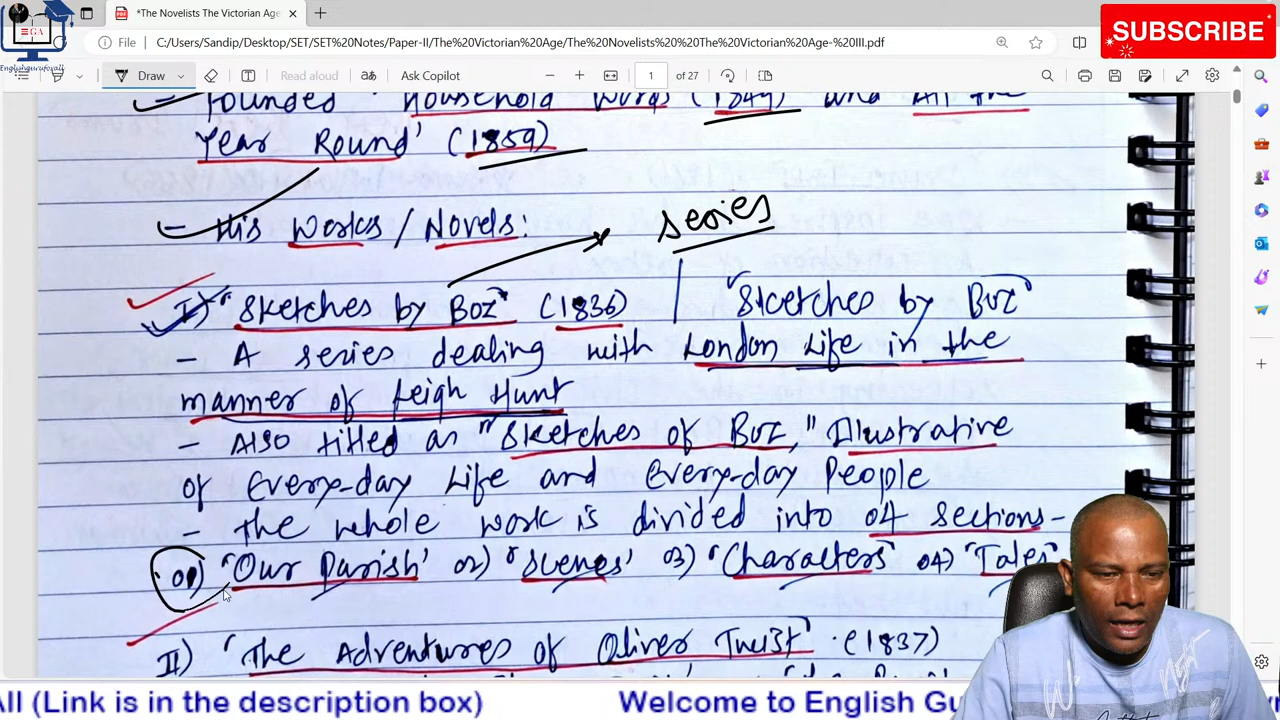 *The Novelists The Victorian Age
SUBSCRIBE
EGA
Englishguruforall
File C:/Users/Sandip/Desktop/SET/SET%20Notes/Paper-II/The%20Victorian%20Age/The%20Novelists%20%20The%20Victorian%20Age-%20III.pdf
Draw Read aloud Ask Copilot 1 of 27
Founded 'Household Words (1849) and All the
Year Round' (1859)
- His Works / Novels:
series
I) "Sketches by Boz" (1836) "Sketches by Boz"
- A series dealing with London Life in the
manner of Leigh Hunt
- Also titled as "Sketches of Boz," Illustrative
of Every-day Life and Every-day People
- The whole work is divided into 04 sections-
01) 'Our Parish' 02) 'Scenes' 03) 'Characters' 04) 'Tales'
II) 'The Adventures of Oliver Twist' (1837)
All (Link is in the description box) Welcome to English Gu